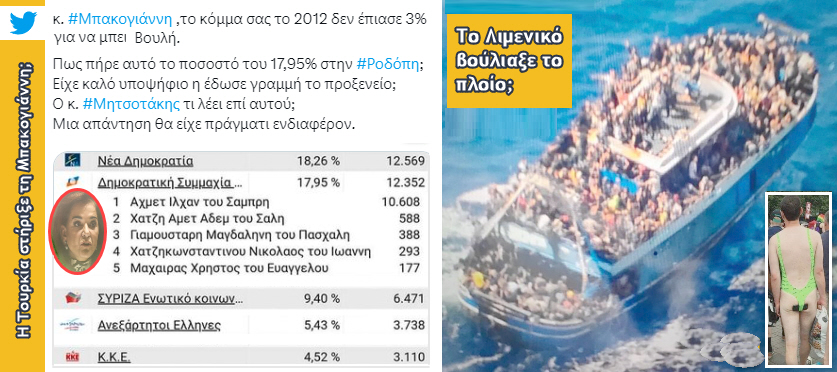 κ. #Μπακογιάννη ,το κόμμα σας το 2012 δεν έπιασε 3%
για να μπει Βουλή.
Πως πήρε αυτό το ποσοστό του 17,95% στην #Ροδόπη;
Είχε καλό υποψήφιο η έδωσε γραμμή το προξενείο;
Ο κ. #Μητσοτάκης τι λέει επί αυτού;
Μια απάντηση θα είχε πράγματι ενδιαφέρον.
Η Τουρκία στήριξε τη Μπακογιάννη;
Νέα Δημοκρατία 18,26 % 12.569
Δημοκρατική Συμμαχία ... 17,95 % 12.352
1 Αχμετ Ιλχαν του Σαμπρη 10.608
2 Χατζη Αμετ Αδεμ του Σαλη 588
3 Γιαμουσταρη Μαγδαληνη του Πασχαλη 388
4 Χατζηκωνσταντινου Νικολαος του Ιωαννη 293
5 Μαχαιρας Χρηστος του Ευαγγελου 177
ΣΥΡΙΖΑ Ενωτικό κοινων... 9,40 % 6.471
Ανεξάρτητοι Ελληνες 5,43 % 3.738
ΚΚΕ Κ.Κ.Ε. 4,52 % 3.110
Το Λιμενικό
βούλιαξε το
πλοίο;